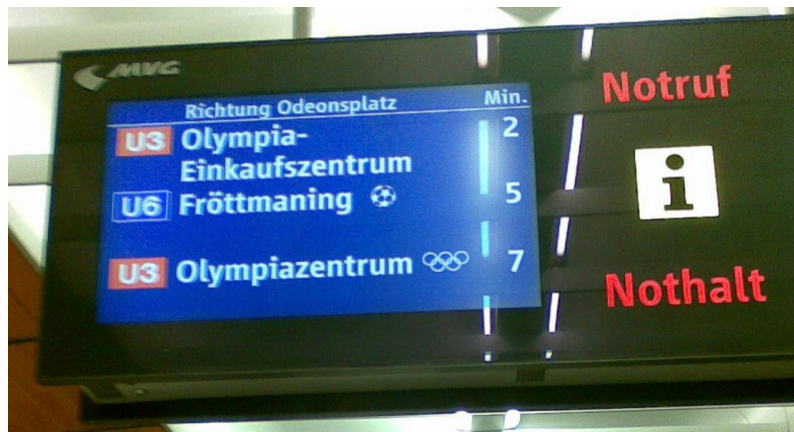 MVG
Richtung Odeonsplatz Min.
U3 Olympia- 2
Einkaufszentrum
U6 Fröttmaning 5
U3 Olympiazentrum 7
Notruf
i
Nothalt